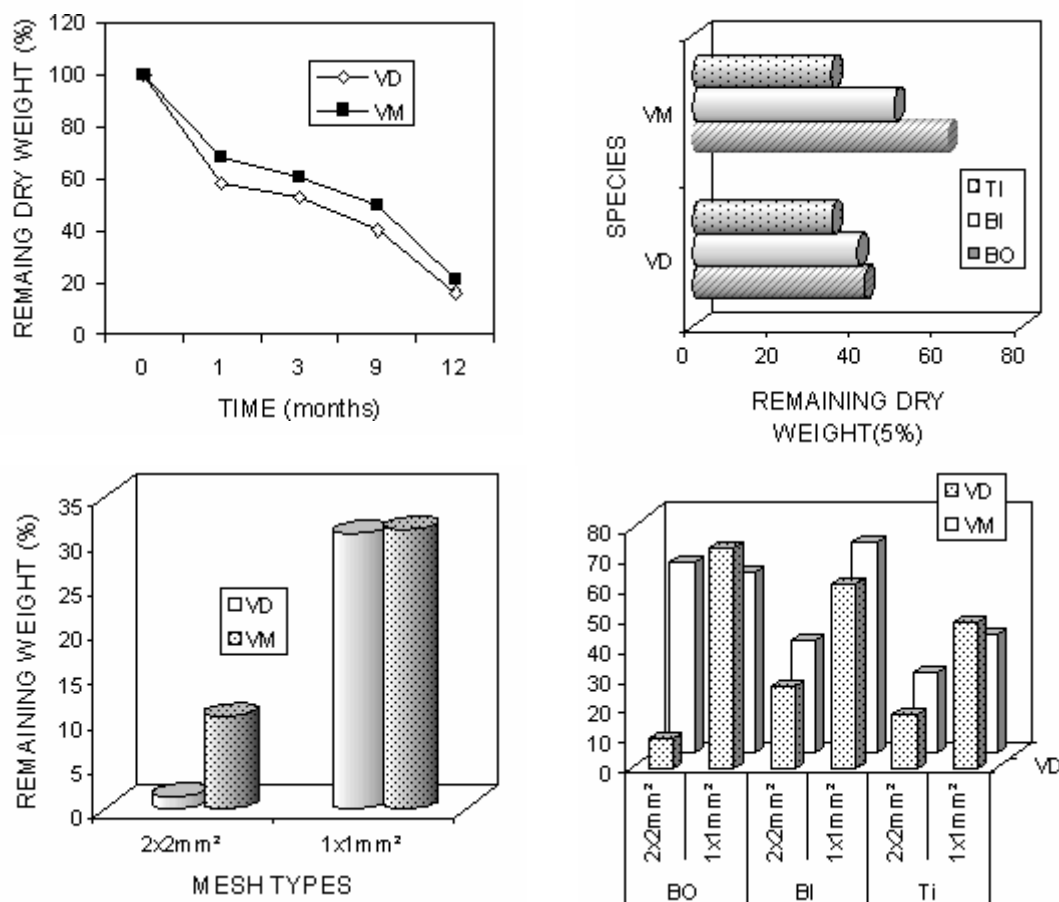 REMAING DRY WEIGHT (%)
120
100
80
60
40
20
0
VD
VM
0 1 3 9 12
TIME (months)
SPECIES
VM
VD
TI
BI
BO
0 20 40 60 80
REMAINING DRY
WEIGHT(5%)
REMAINING WEIGHT (%)
35
30
25
20
15
10
5
0
VD
VM
2x2mm² 1x1mm²
MESH TYPES
VD
VM
80
70
60
50
40
30
20
10
0
VD
2x2mm² 1x1mm² 2x2mm² 1x1mm² 2x2mm² 1x1mm²
BO BI Ti